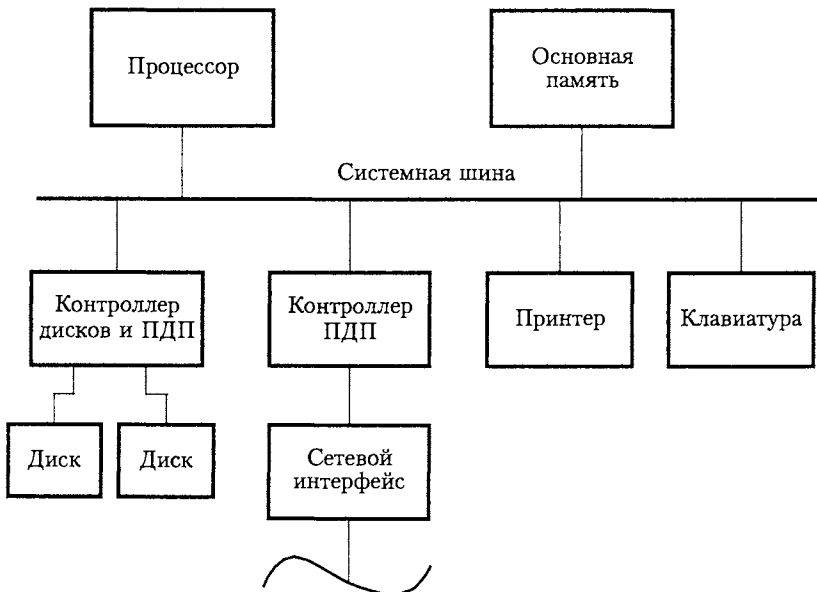 Процессор
Основная
память
Системная шина
Контроллер
дисков и ПДП
Контроллер
ПДП
Принтер
Клавиатура
Диск
Диск
Сетевой
интерфейс